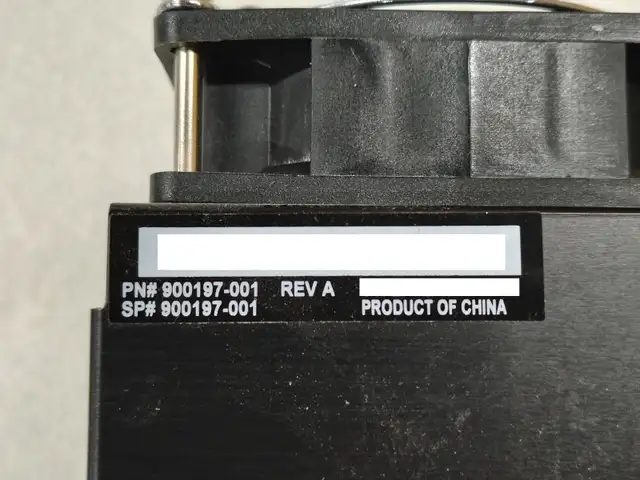 PN# 900197-001 REV A
SP# 900197-001 PRODUCT OF CHINA